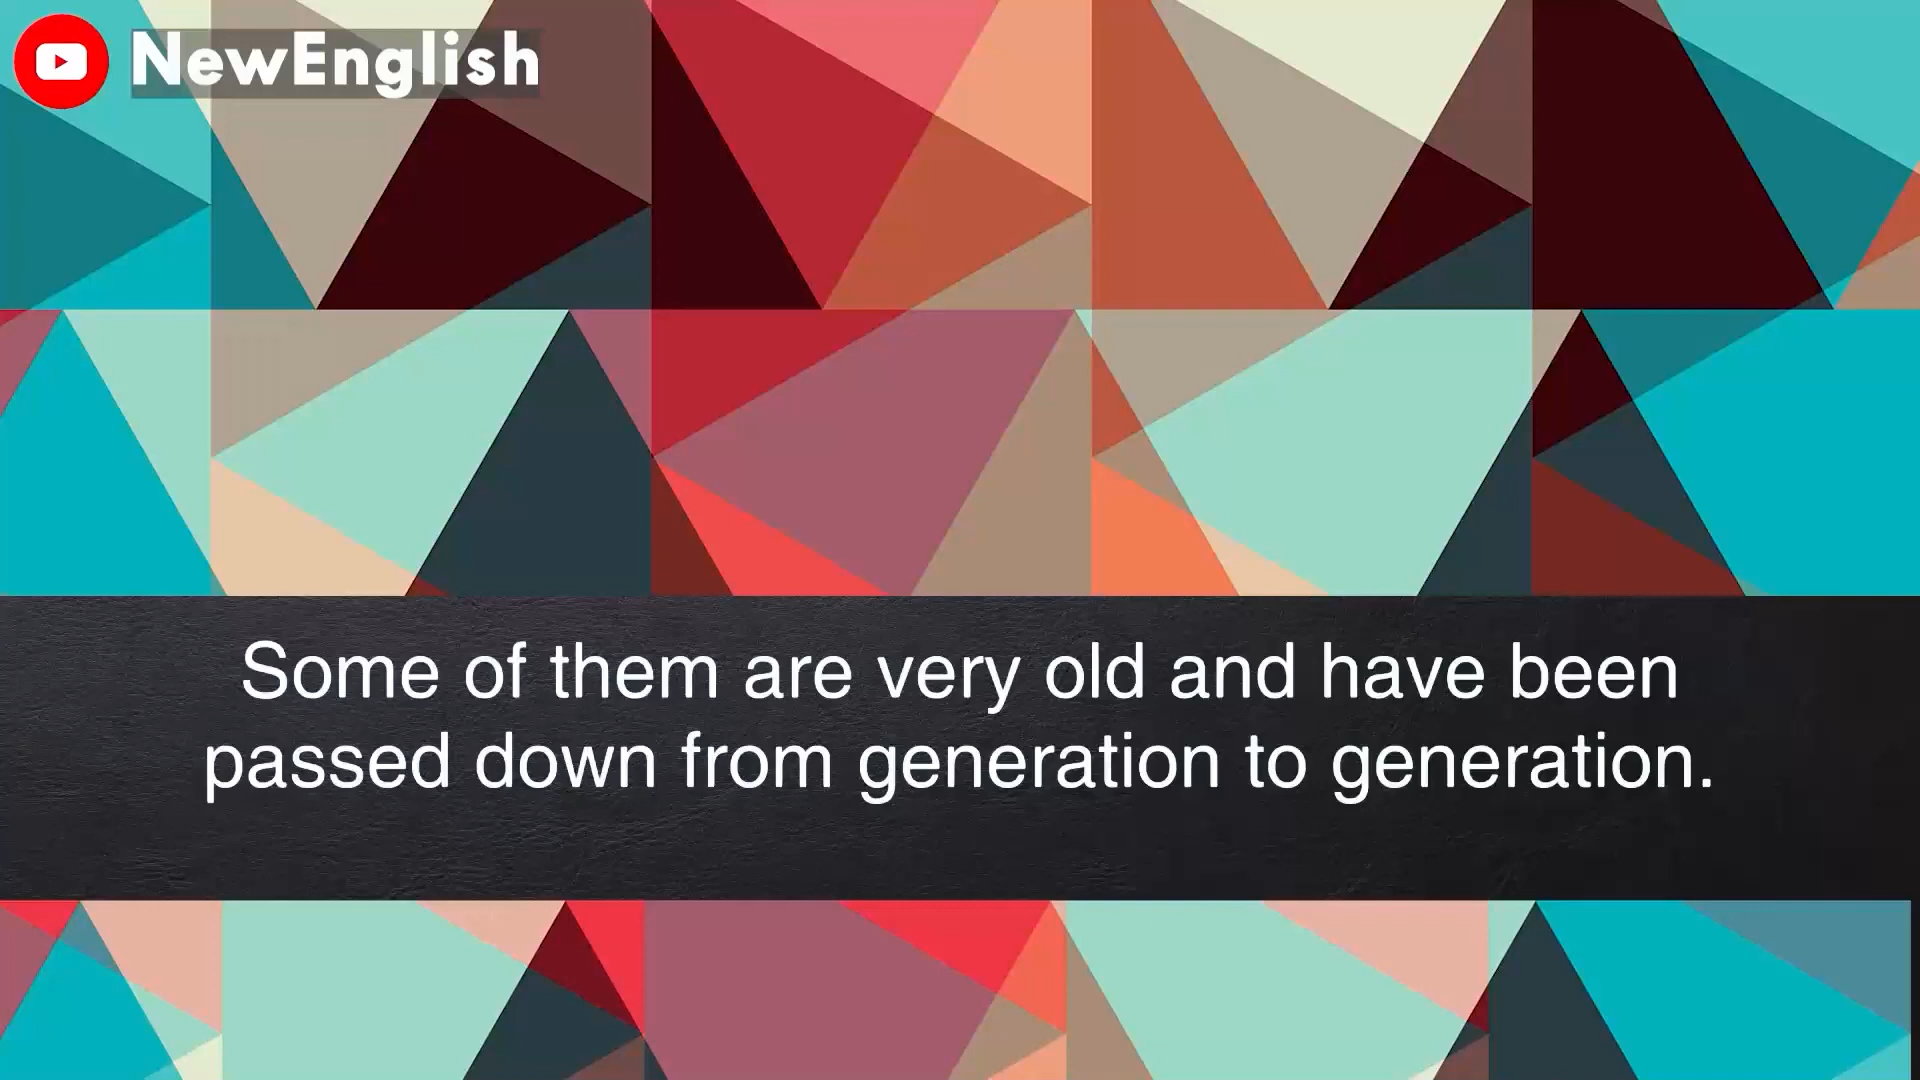 NewEnglish
Some of them are very old and have been
passed down from generation to generation.